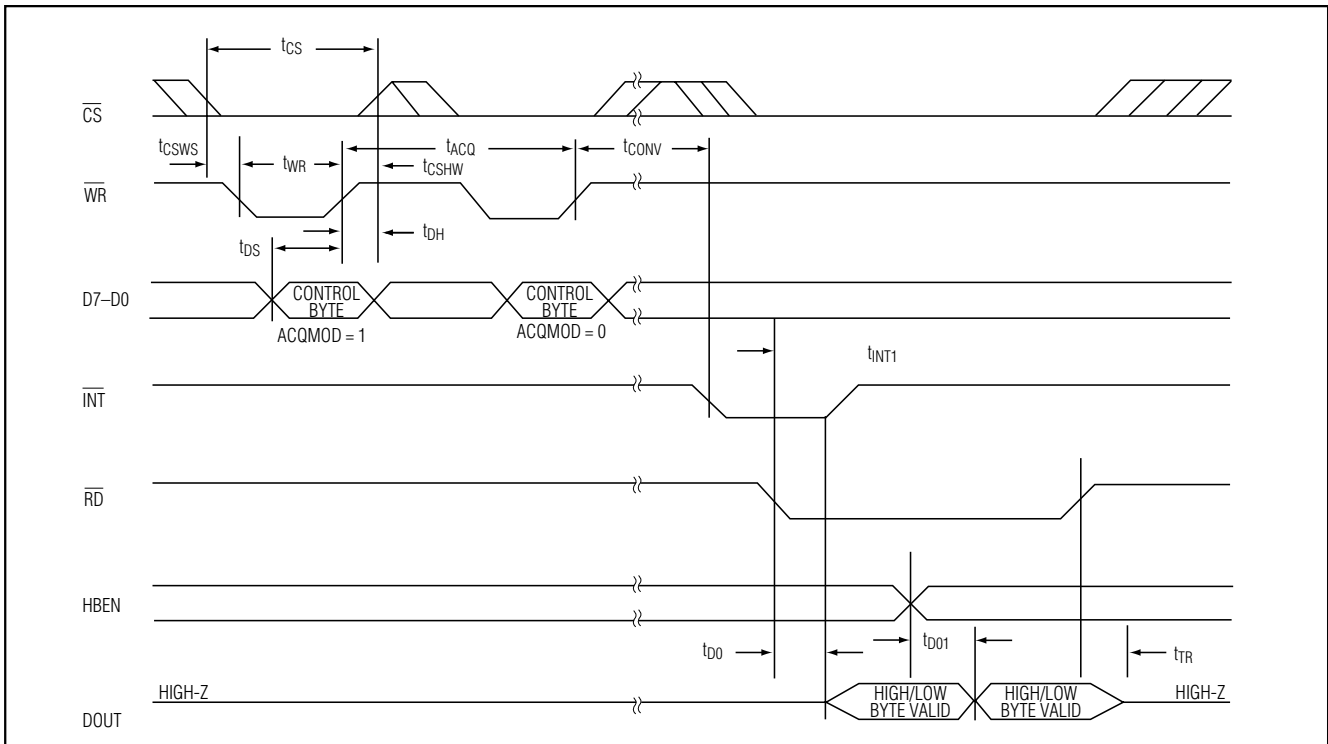 tCS
CS
tCSWS
tWR
tACQ
tCSHW
tCONV
WR
tDS
tDH
D7–D0
CONTROL
BYTE
ACQMOD = 1
CONTROL
BYTE
ACQMOD = 0
tINT1
INT
RD
HBEN
tD0
tD01
tTR
HIGH-Z
HIGH/LOW
BYTE VALID
HIGH/LOW
BYTE VALID
HIGH-Z
DOUT